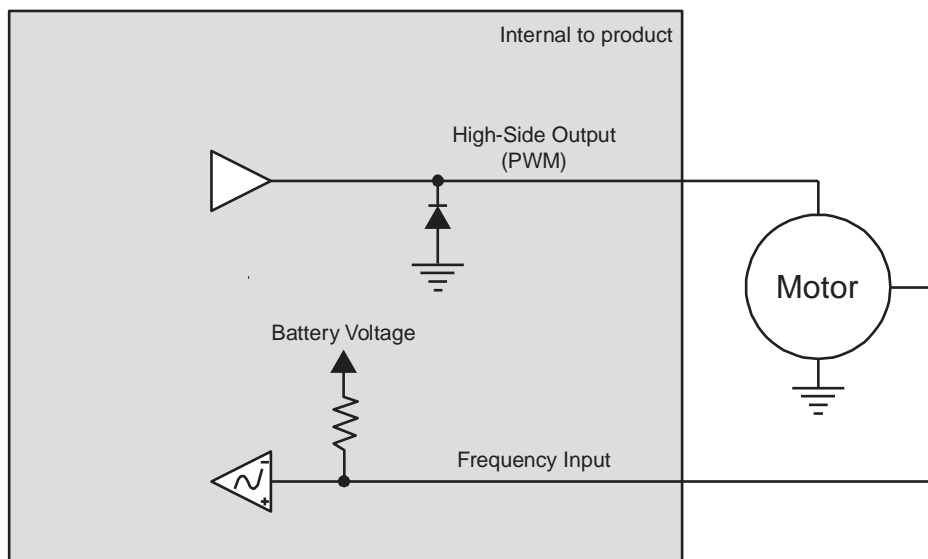 Internal to product
High-Side Output
(PWM)
Motor
Battery Voltage
Frequency Input